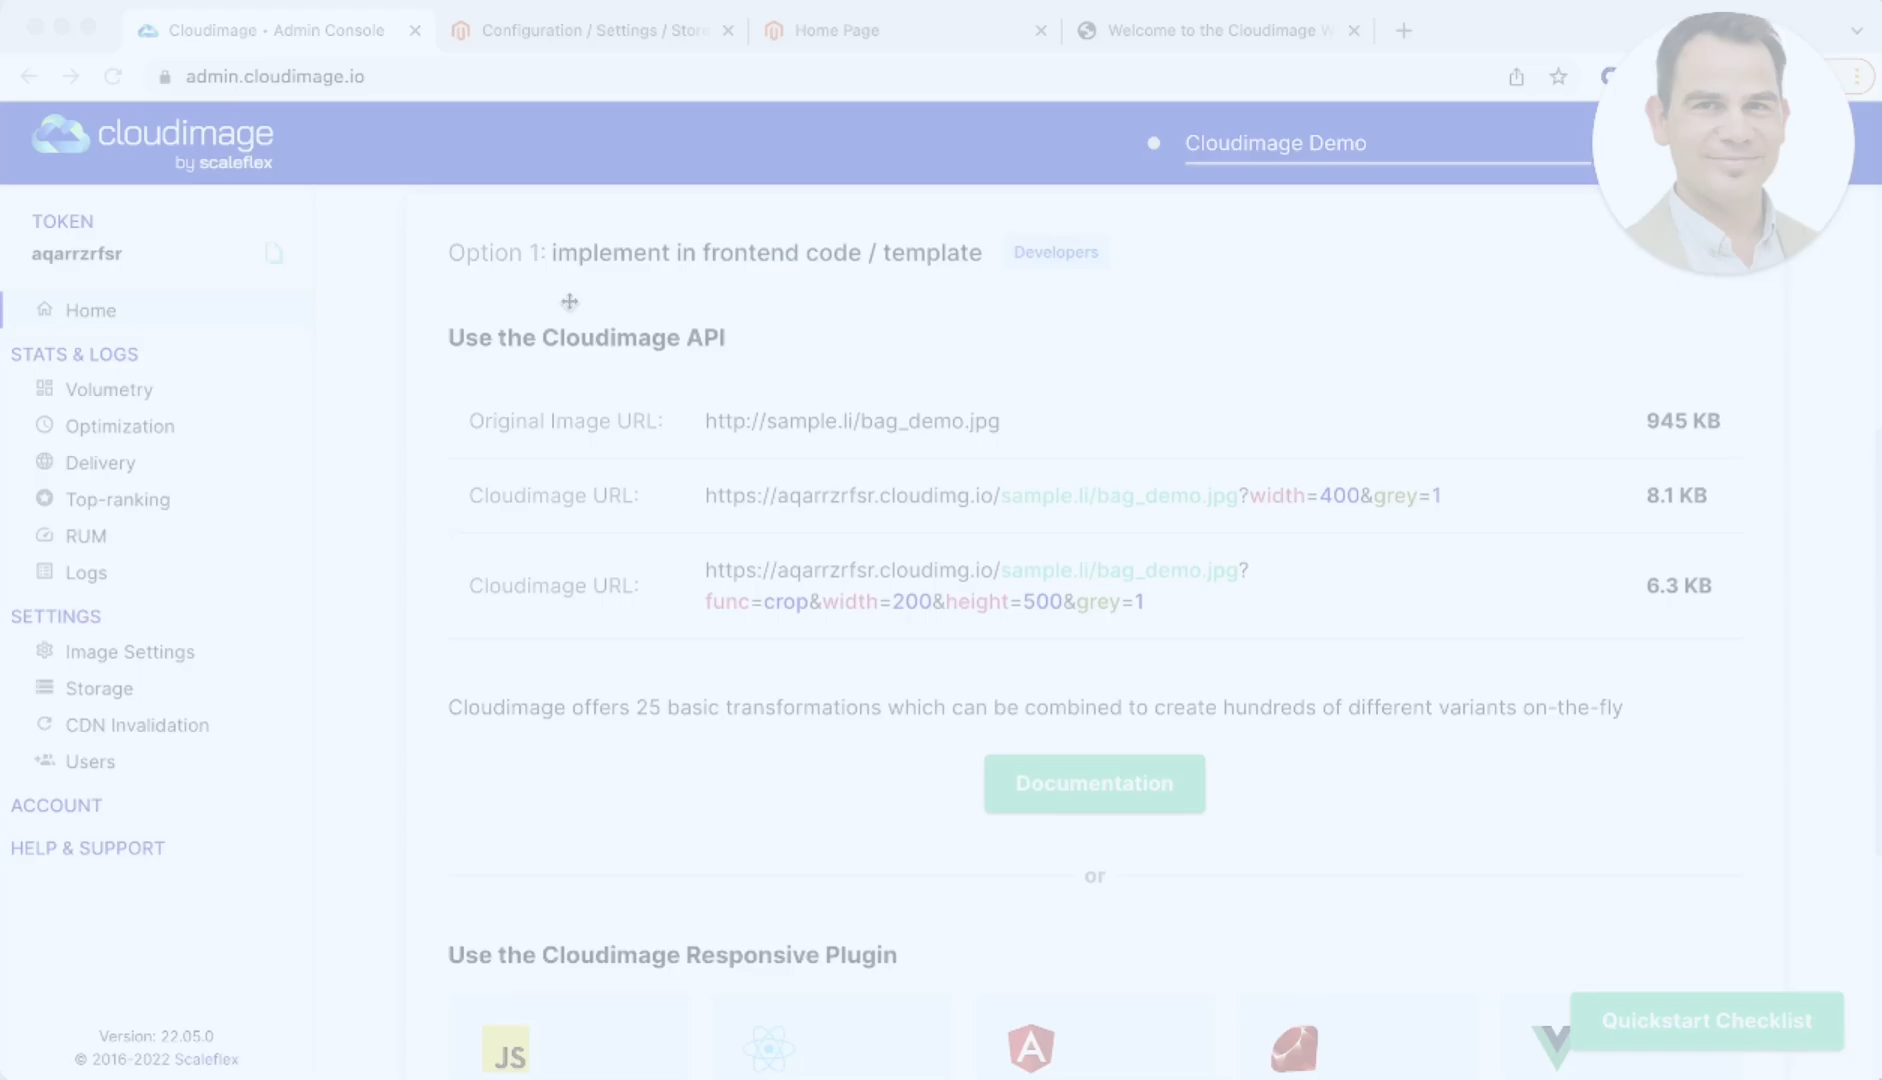 Cloudimage • Admin Console
Configuration / Settings / Store
Home Page
Welcome to the Cloudimage W
admin.cloudimage.io
cloudimage
by scaleflex
Cloudimage Demo
TOKEN
aqarrzrfsr
Home
STATS & LOGS
Volumetry
Optimization
Delivery
Top-ranking
RUM
Logs
SETTINGS
Image Settings
Storage
CDN Invalidation
Users
ACCOUNT
HELP & SUPPORT
Version: 22.05.0
© 2016-2022 Scaleflex
Option 1: implement in frontend code / template
Developers
Use the Cloudimage API
Original Image URL: http://sample.li/bag_demo.jpg 945 KB
Cloudimage URL: https://aqarrzrfsr.cloudimg.io/sample.li/bag_demo.jpg?width=400&grey=1 8.1 KB
Cloudimage URL: https://aqarrzrfsr.cloudimg.io/sample.li/bag_demo.jpg?
func=crop&width=200&height=500&grey=1 6.3 KB
Cloudimage offers 25 basic transformations which can be combined to create hundreds of different variants on-the-fly
Documentation
or
Use the Cloudimage Responsive Plugin
JS
Quickstart Checklist